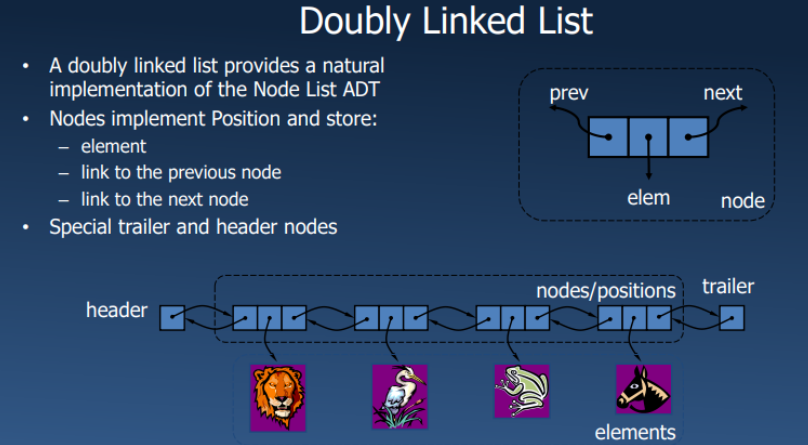 Doubly Linked List
• A doubly linked list provides a natural
implementation of the Node List ADT
• Nodes implement Position and store:
– element
– link to the previous node
– link to the next node
• Special trailer and header nodes
prev
next
elem
node
header
nodes/positions
trailer
elements